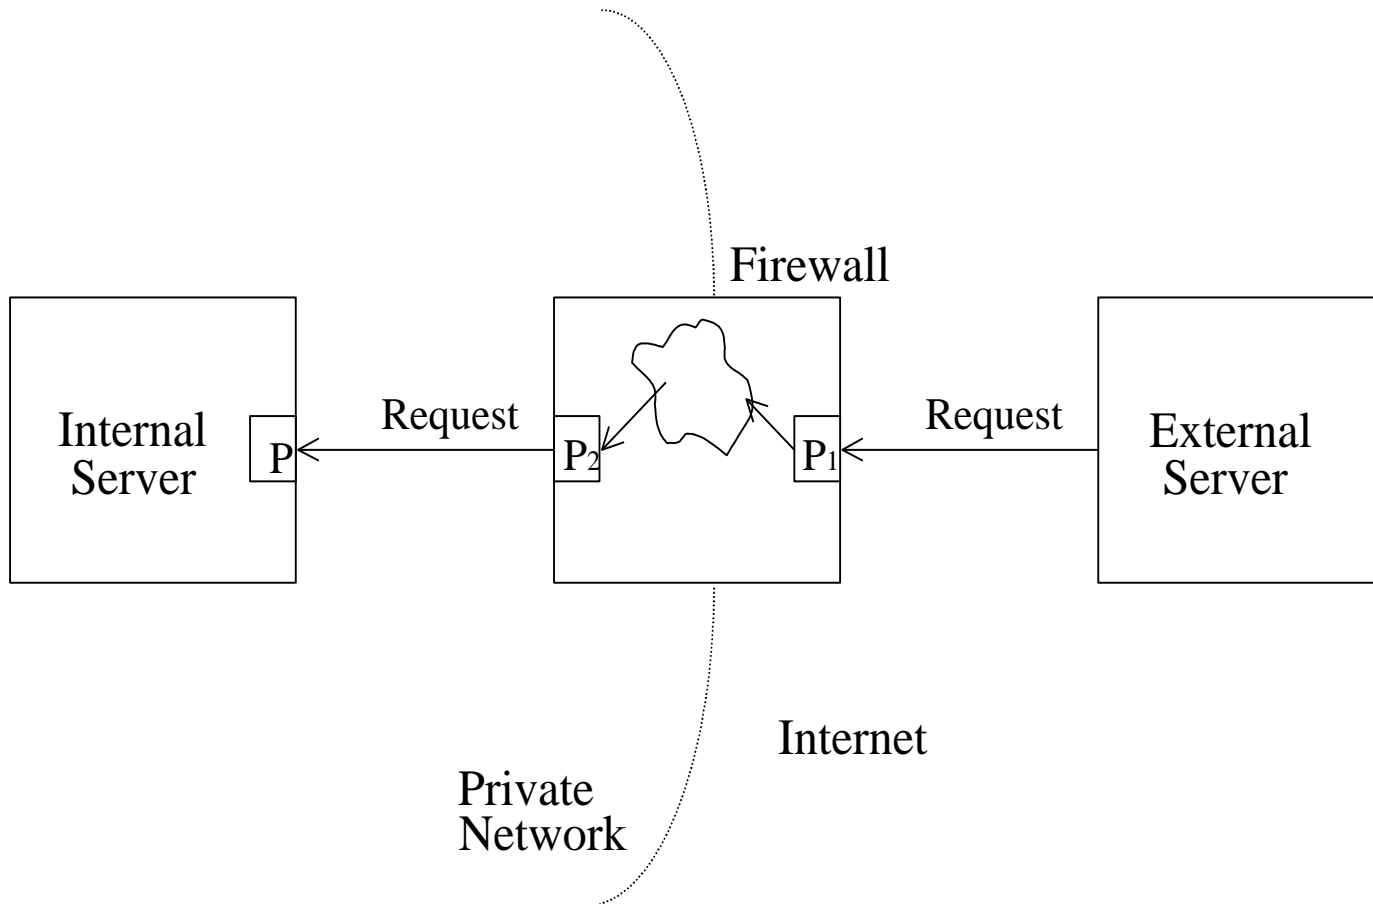 Firewall
Internal
Server
P
Request
P2
P1
Request
External
Server
Internet
Private
Network